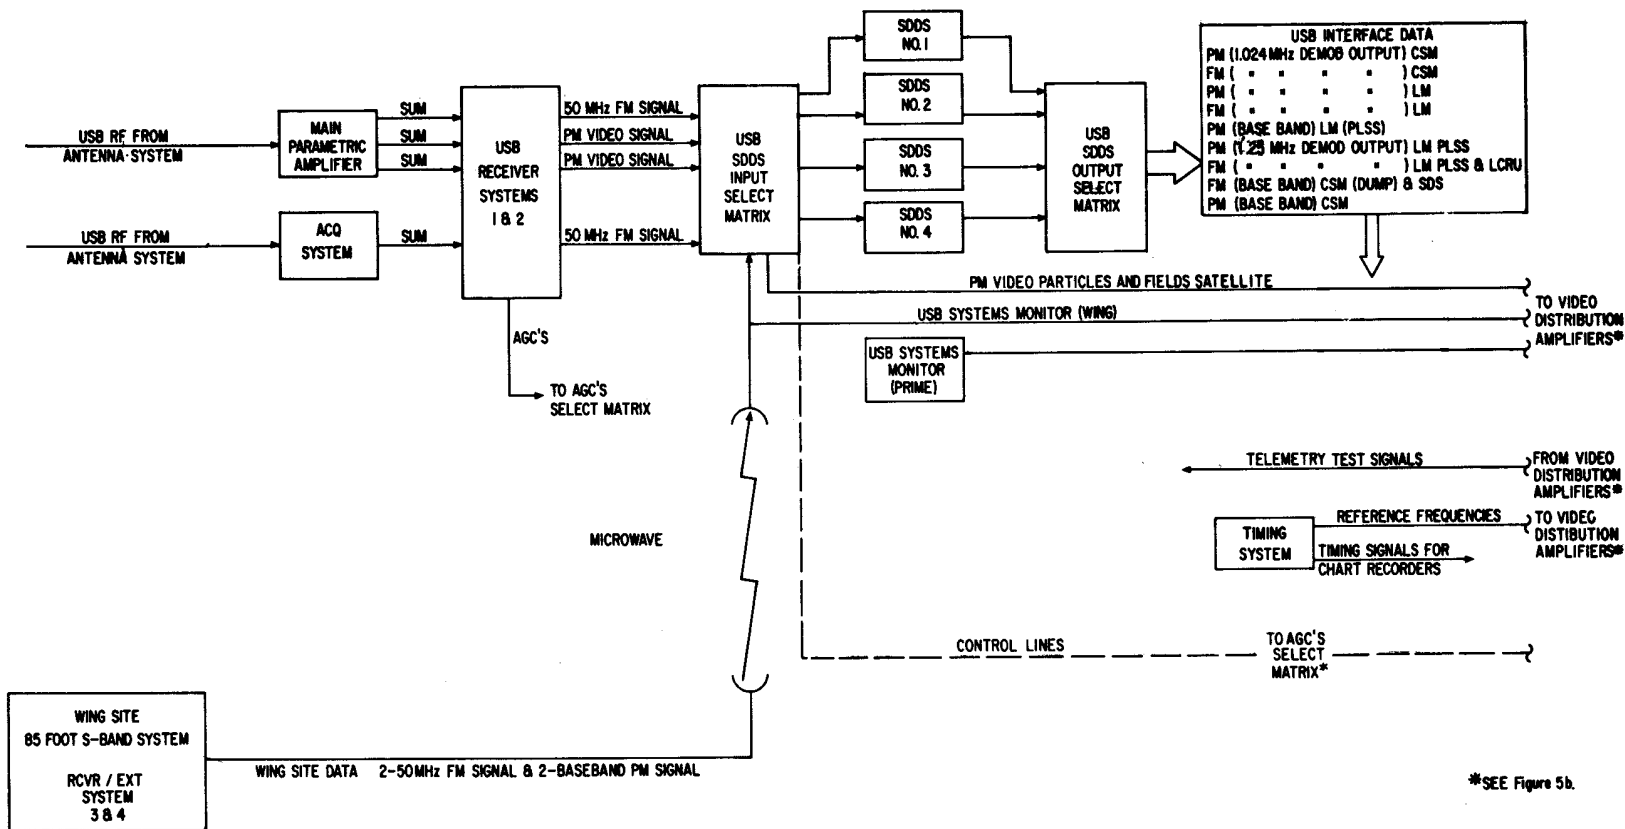 USB RF FROM
ANTENNA SYSTEM
MAIN
PARAMETRIC
AMPLIFIER
SUM
SUM
SUM
USB RF FROM
ANTENNA SYSTEM
ACQ
SYSTEM
SUM
USB
RECEIVER
SYSTEMS
1 & 2
50 MHz FM SIGNAL
PM VIDEO SIGNAL
PM VIDEO SIGNAL
50 MHz FM SIGNAL
AGC'S
TO AGC'S
SELECT MATRIX
USB
SDDS
INPUT
SELECT
MATRIX
SDDS
NO. 1
SDDS
NO. 2
SDDS
NO. 3
SDDS
NO. 4
USB
SDDS
OUTPUT
SELECT
MATRIX
USB INTERFACE DATA
PM (1.024 MHz DEMOB OUTPUT) CSM
FM ( " " " " ) CSM
PM ( " " " " ) LM
FM ( " " " " ) LM
PM (BASE BAND) LM (PLSS)
PM (1.25 MHz DEMOD OUTPUT) LM PLSS
FM ( " " " " ) LM PLSS & LCRU
FM (BASE BAND) CSM (DUMP) & SDS
PM (BASE BAND) CSM
PM VIDEO PARTICLES AND FIELDS SATELLITE
USB SYSTEMS MONITOR (WING)
USB SYSTEMS
MONITOR
(PRIME)
TO VIDEO
DISTRIBUTION
AMPLIFIERS*
TELEMETRY TEST SIGNALS
FROM VIDEO
DISTRIBUTION
AMPLIFIERS*
TIMING
SYSTEM
REFERENCE FREQUENCIES
TIMING SIGNALS FOR
CHART RECORDERS
TO VIDEO
DISTIBUTION
AMPLIFIERS*
MICROWAVE
CONTROL LINES
TO AGC'S
SELECT
MATRIX*
WING SITE
85 FOOT S-BAND SYSTEM
RCVR / EXT
SYSTEM
3 & 4
WING SITE DATA 2-50MHz FM SIGNAL & 2-BASEBAND PM SIGNAL
*SEE Figure 5b.